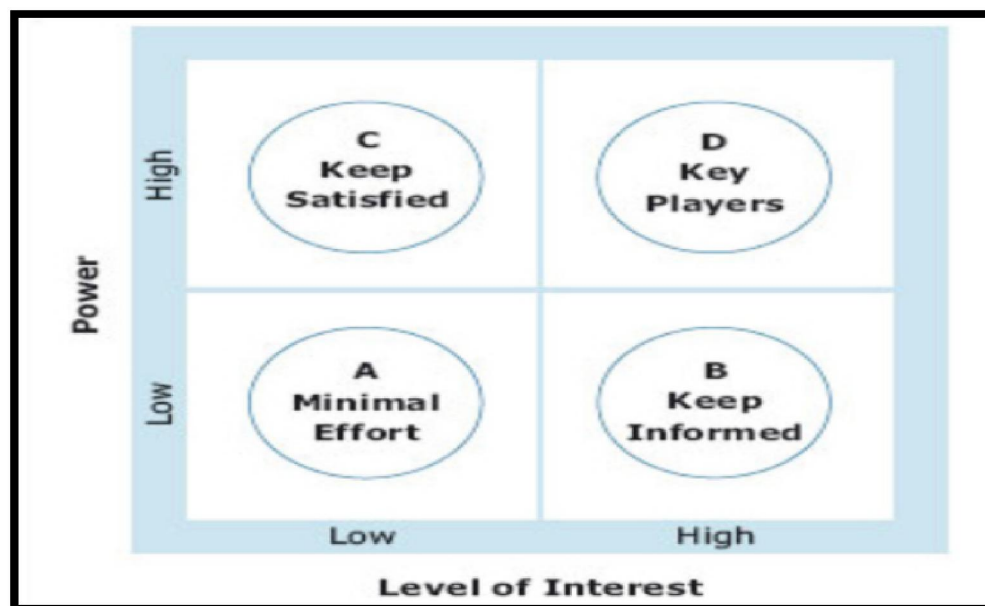 Power
High
C
Keep
Satisfied
D
Key
Players
Low
A
Minimal
Effort
B
Keep
Informed
Low
High
Level of Interest